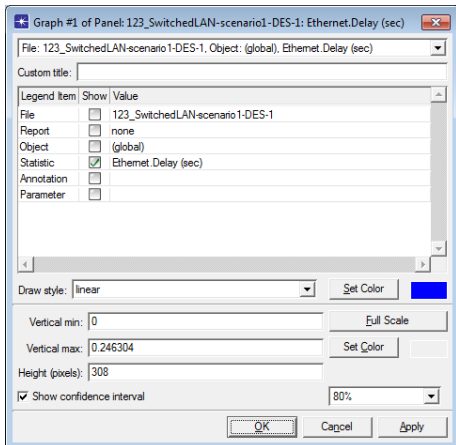 Graph #1 of Panel: 123_SwitchedLAN-scenario1-DES-1: Ethernet.Delay (sec)
File: 123_SwitchedLAN-scenario1-DES-1, Object: (global), Ethernet.Delay (sec)
Custom title:
Legend Item Show Value
File 123_SwitchedLAN-scenario1-DES-1
Report none
Object (global)
Statistic Ethernet.Delay (sec)
Annotation
Parameter
Draw style: linear Set Color
Vertical min: 0 Full Scale
Vertical max: 0.246304 Set Color
Height (pixels): 308
Show confidence interval 80%
OK Cancel Apply